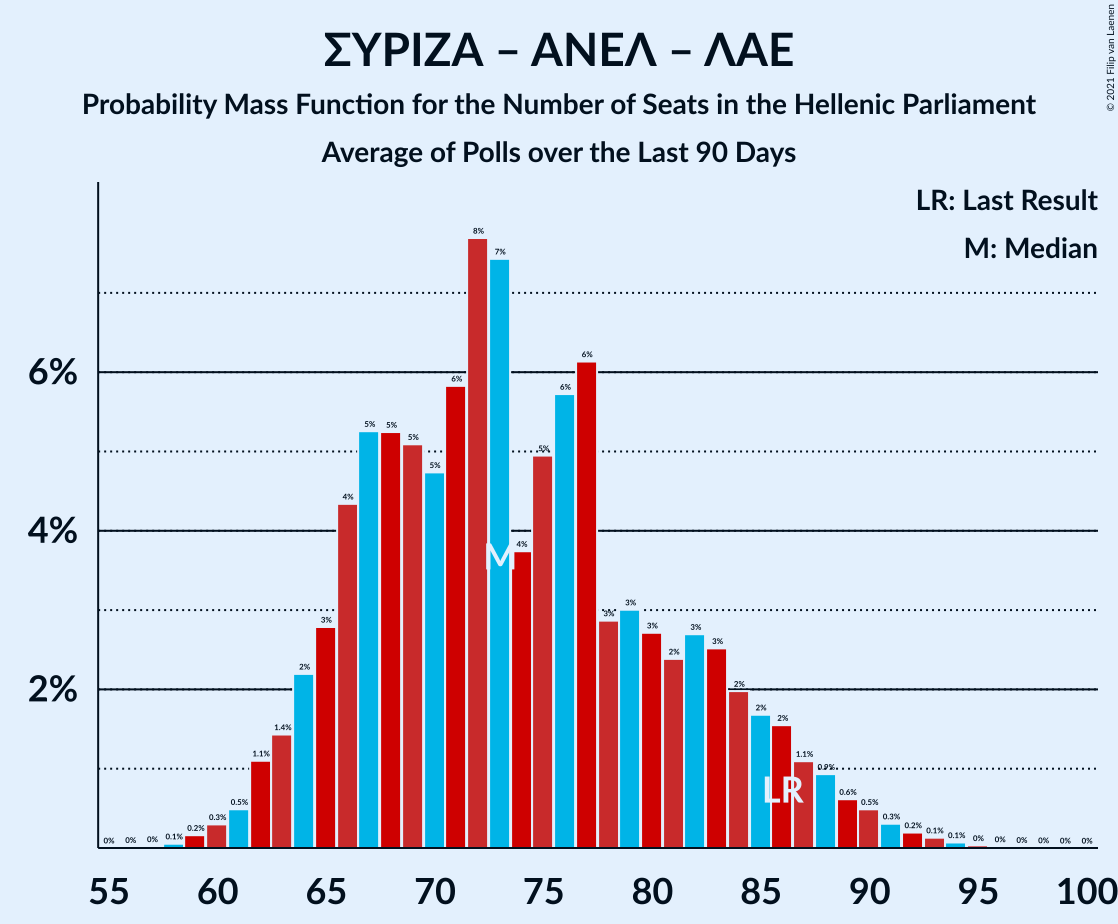 ΣΥΡΙΖΑ – ΑΝΕΛ – ΛΑΕ
Probability Mass Function for the Number of Seats in the Hellenic Parliament
Average of Polls over the Last 90 Days
© 2021 Filip van Laenen
LR: Last Result
M: Median
6%
4%
2%
0% 0% 0% 0.1% 0.2% 0.3% 0.5% 1.1% 1.4% 2% 3% 4% 5% 5% 5% 5% 6% 8% 7% 4% 5% 6% 6% 3% 3% 3% 2% 3% 3% 2% 2% 2% 1.1% 0.9% 0.6% 0.5% 0.3% 0.2% 0.1% 0.1% 0% 0% 0% 0% 0% 0%
M
LR
55 60 65 70 75 80 85 90 95 100